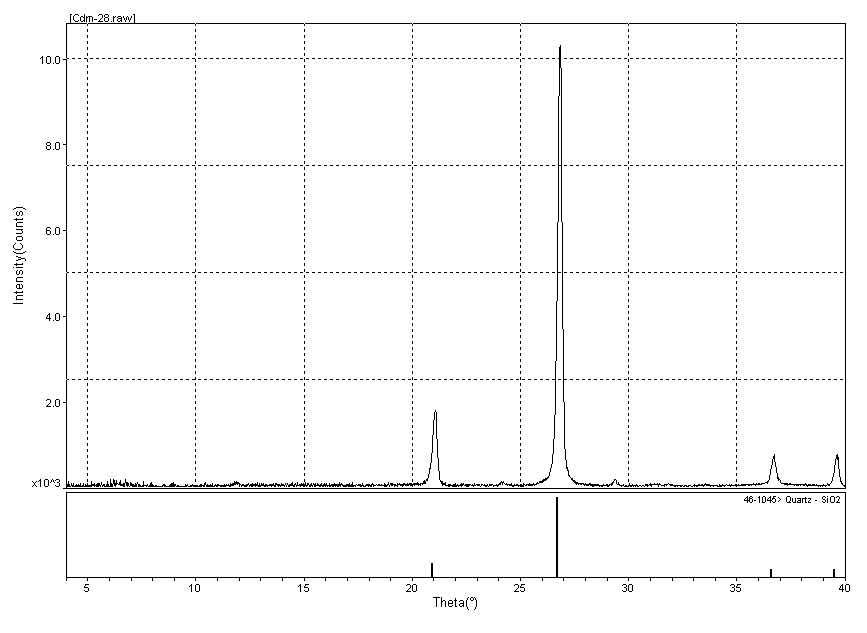 [Cdm-28.raw]
10.0
8.0
6.0
4.0
2.0
x10^3
Intensity(Counts)
46-1045> Quartz - SiO2
5 10 15 20 25 30 35 40
Theta(°)